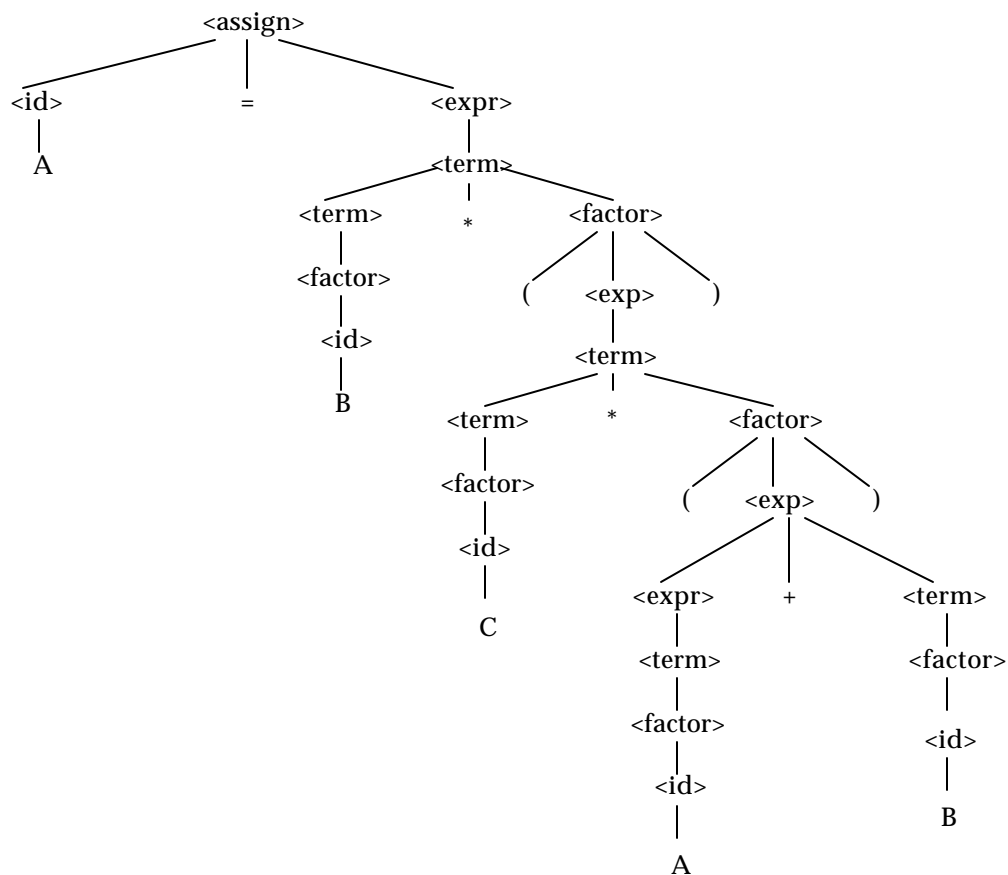 <assign>
<id> = <expr>
A <term>
<term> * <factor>
<factor> ( <exp> )
<id> <term>
B <term> * <factor>
<factor> ( <exp> )
<id> <expr> + <term>
C <term> <factor>
<factor> <id>
<id> B
A